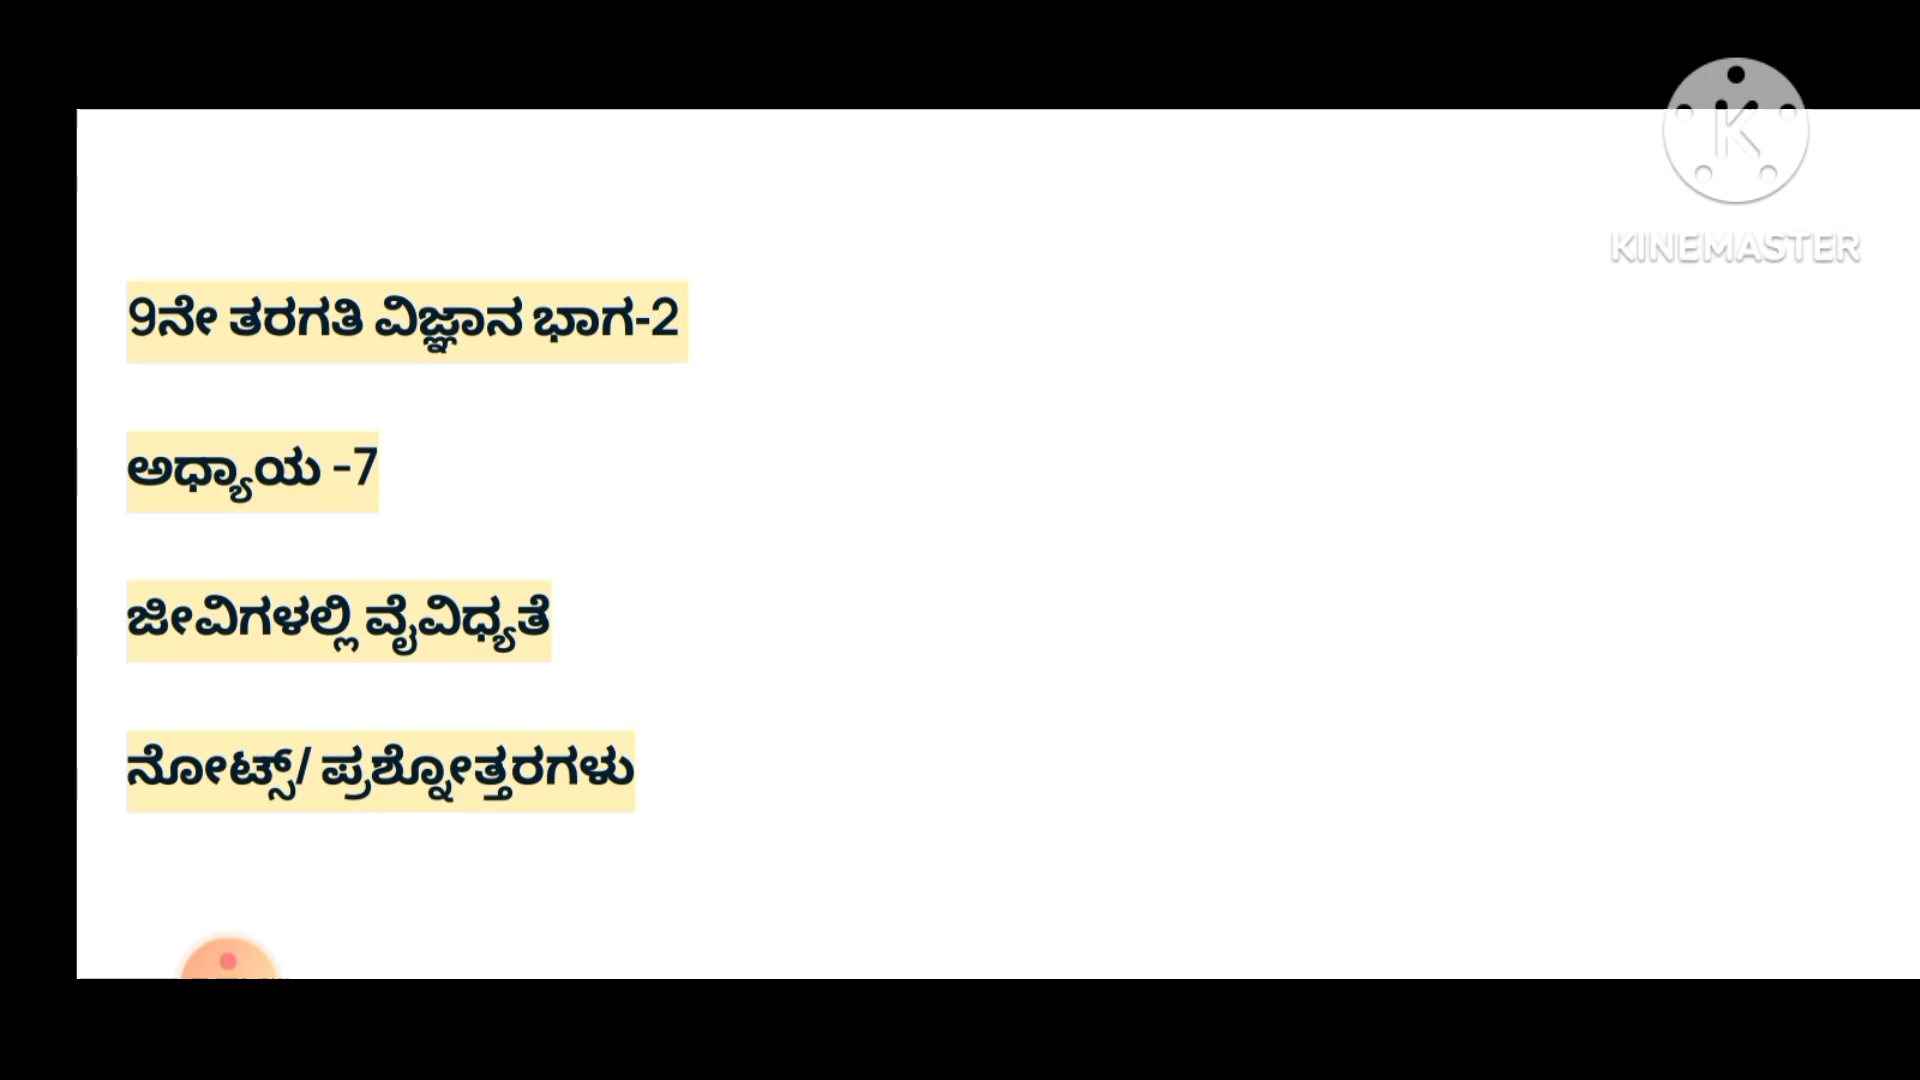 KINEMASTER
9ನೇ ತರಗತಿ ವಿಜ್ಞಾನ ಭಾಗ-2
ಅಧ್ಯಾಯ -7
ಜೀವಿಗಳಲ್ಲಿ ವೈವಿಧ್ಯತೆ
ನೋಟ್ಸ್/ ಪ್ರಶ್ನೋತ್ತರಗಳು